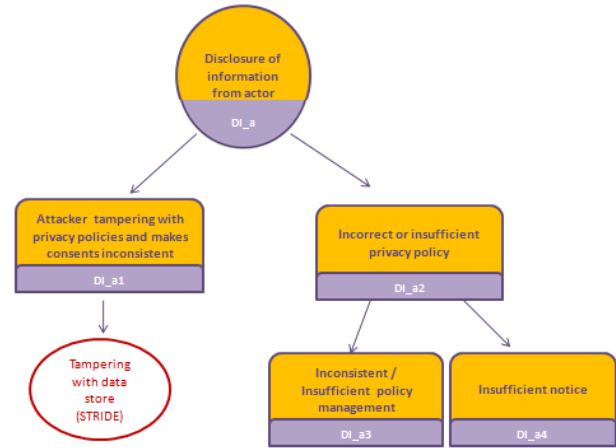 Disclosure of
information
from actor
DI_a
Attacker tampering with
privacy policies and makes
consents inconsistent
DI_a1
Incorrect or insufficient
privacy policy
DI_a2
Tampering
with data
store
(STRIDE)
Inconsistent /
Insufficient policy
management
DI_a3
Insufficient notice
DI_a4